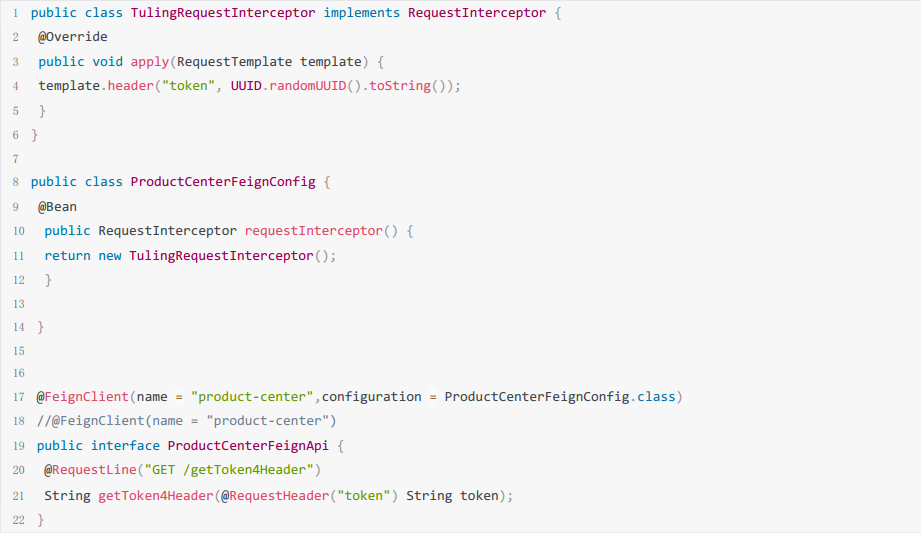 1 public class TulingRequestInterceptor implements RequestInterceptor {
2 @Override
3 public void apply(RequestTemplate template) {
4 template.header("token", UUID.randomUUID().toString());
5 }
6 }
7
8 public class ProductCenterFeignConfig {
9 @Bean
10 public RequestInterceptor requestInterceptor() {
11 return new TulingRequestInterceptor();
12 }
13
14 }
15
16
17 @FeignClient(name = "product-center",configuration = ProductCenterFeignConfig.class)
18 //@FeignClient(name = "product-center")
19 public interface ProductCenterFeignApi {
20 @RequestLine("GET /getToken4Header")
21 String getToken4Header(@RequestHeader("token") String token);
22 }